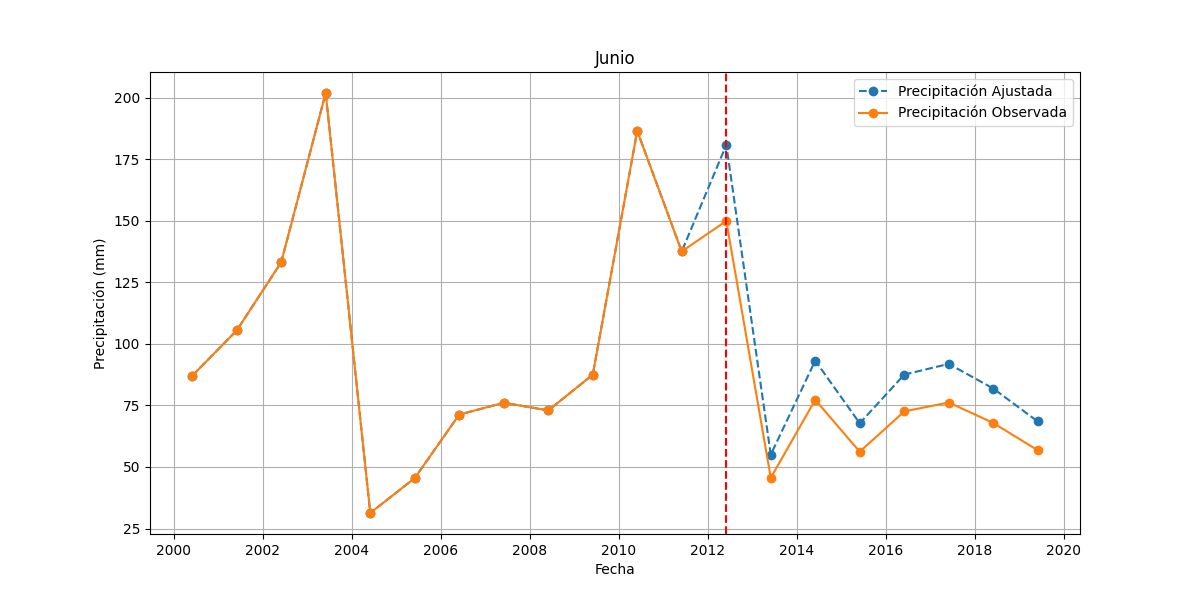 Junio
Precipitación Ajustada
Precipitación Observada
Precipitación (mm)
200
175
150
125
100
75
50
25
2000 2002 2004 2006 2008 2010 2012 2014 2016 2018 2020
Fecha